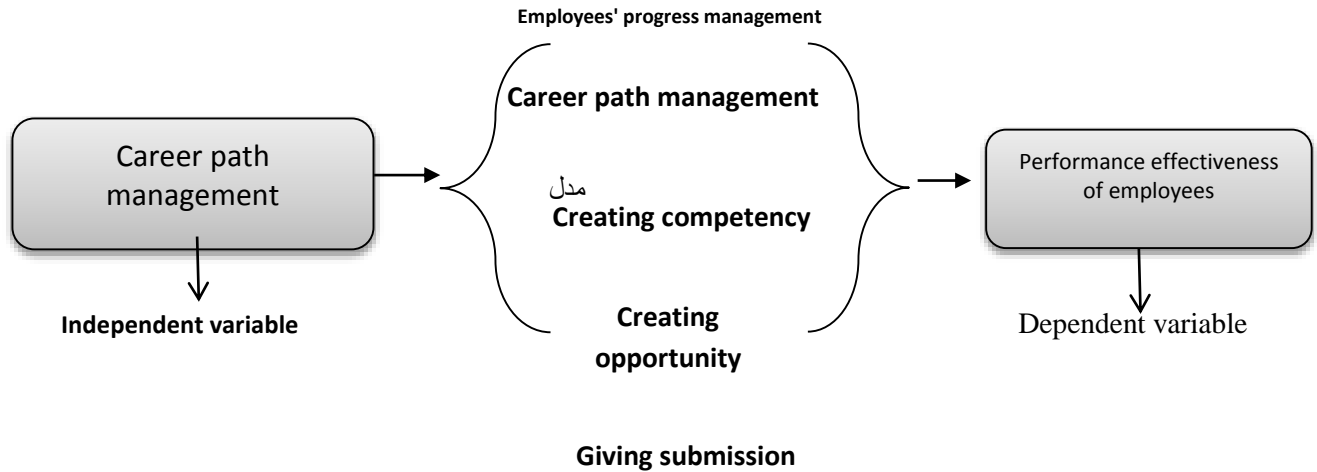 Employees' progress management
Career path management
Career path
management
مدل
Creating competency
Performance effectiveness
of employees
Independent variable
Creating
opportunity
Dependent variable
Giving submission